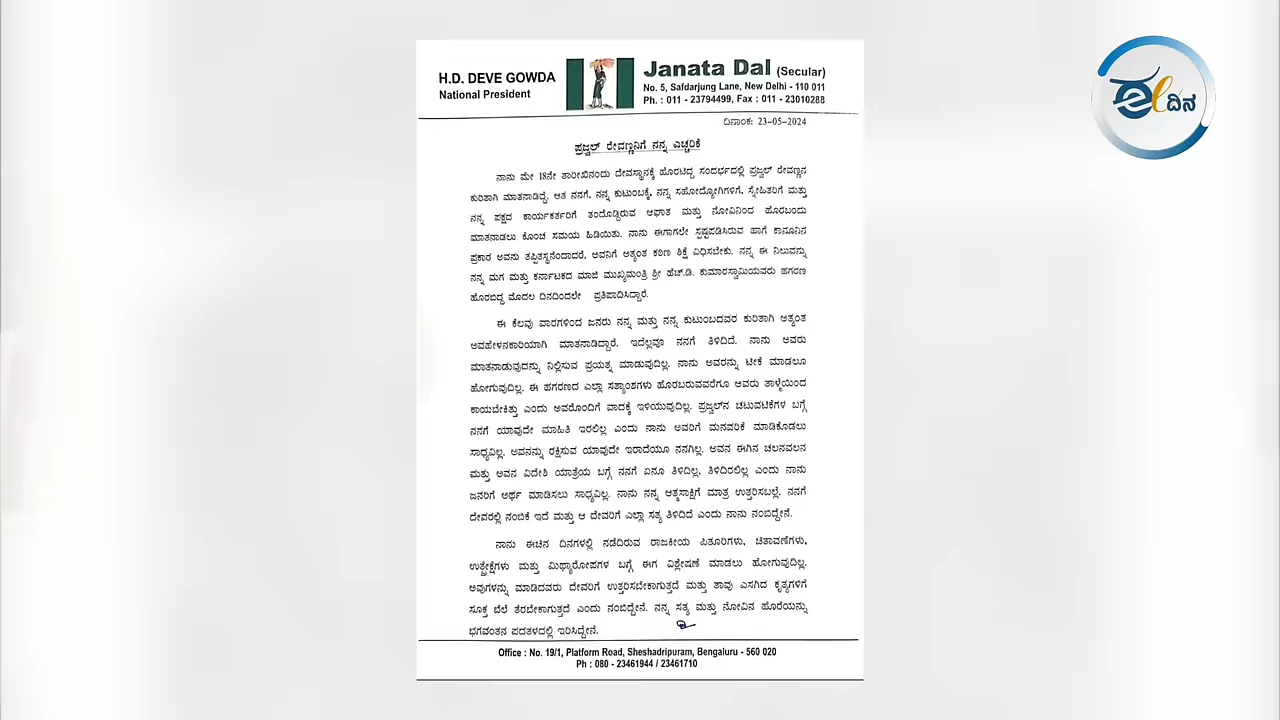 H.D. DEVE GOWDA
National President
Janata Dal (Secular)
No. 5, Safdarjung Lane, New Delhi - 110 011
Ph. : 011 - 23794499, Fax : 011 - 23010288
ದಿನಾಂಕ: 23-05-2024
ಪ್ರಜ್ವಲ್ ರೇವಣ್ಣನಿಗೆ ನನ್ನ ಎಚ್ಚರಿಕೆ
ನಾನು ಮೇ 18ನೇ ತಾರೀಖಿನಂದು ದೇವಸ್ಥಾನಕ್ಕೆ ಹೊರಟಿದ್ದ ಸಂದರ್ಭದಲ್ಲಿ ಪ್ರಜ್ವಲ್ ರೇವಣ್ಣನ
ಕುರಿತಾಗಿ ಮಾತನಾಡಿದ್ದೆ. ಆತ ನನಗೆ, ನನ್ನ ಕುಟುಂಬಕ್ಕೆ, ನನ್ನ ಸಹೋದ್ಯೋಗಿಗಳಿಗೆ, ಸ್ನೇಹಿತರಿಗೆ ಮತ್ತು
ನನ್ನ ಪಕ್ಷದ ಕಾರ್ಯಕರ್ತರಿಗೆ ತಂದೊಡ್ಡಿರುವ ಆಘಾತ ಮತ್ತು ನೋವಿನಿಂದ ಹೊರಬಂದು
ಮಾತನಾಡಲು ಕೊಂಚ ಸಮಯ ಹಿಡಿಯಿತು. ನಾನು ಈಗಾಗಲೇ ಸ್ಪಷ್ಟಪಡಿಸಿರುವ ಹಾಗೆ ಕಾನೂನಿನ
ಪ್ರಕಾರ ಅವನು ತಪ್ಪಿತಸ್ಥನೆಂದಾದರೆ, ಅವನಿಗೆ ಅತ್ಯಂತ ಕಠಿಣ ಶಿಕ್ಷೆ ವಿಧಿಸಬೇಕು. ನನ್ನ ಈ ನಿಲುವನ್ನು
ನನ್ನ ಮಗ ಮತ್ತು ಕರ್ನಾಟಕದ ಮಾಜಿ ಮುಖ್ಯಮಂತ್ರಿ ಶ್ರೀ ಹೆಚ್.ಡಿ. ಕುಮಾರಸ್ವಾಮಿಯವರು ಹಗರಣ
ಹೊರಬಿದ್ದ ಮೊದಲ ದಿನದಿಂದಲೇ ಪ್ರತಿಪಾದಿಸಿದ್ದಾರೆ.
ಈ ಕೆಲವು ವಾರಗಳಿಂದ ಜನರು ನನ್ನ ಮತ್ತು ನನ್ನ ಕುಟುಂಬದವರ ಕುರಿತಾಗಿ ಅತ್ಯಂತ
ಅವಹೇಳನಕಾರಿಯಾಗಿ ಮಾತನಾಡಿದ್ದಾರೆ. ಇದೆಲ್ಲವೂ ನನಗೆ ತಿಳಿದಿದೆ. ನಾನು ಅವರು
ಮಾತನಾಡುವುದನ್ನು ನಿಲ್ಲಿಸುವ ಪ್ರಯತ್ನ ಮಾಡುವುದಿಲ್ಲ. ನಾನು ಅವರನ್ನು ಟೀಕೆ ಮಾಡಲೂ
ಹೋಗುವುದಿಲ್ಲ. ಈ ಹಗರಣದ ಎಲ್ಲಾ ಸತ್ಯಾಂಶಗಳು ಹೊರಬರುವವರೆಗೂ ಅವರು ತಾಳ್ಮೆಯಿಂದ
ಕಾಯಬೇಕಿತ್ತು ಎಂದು ಅವರೊಂದಿಗೆ ವಾದಕ್ಕೆ ಇಳಿಯುವುದಿಲ್ಲ. ಪ್ರಜ್ವಲ್‌ನ ಚಟುವಟಿಕೆಗಳ ಬಗ್ಗೆ
ನನಗೆ ಯಾವುದೇ ಮಾಹಿತಿ ಇರಲಿಲ್ಲ ಎಂದು ನಾನು ಅವರಿಗೆ ಮನವರಿಕೆ ಮಾಡಿಕೊಡಲು
ಸಾಧ್ಯವಿಲ್ಲ. ಅವನನ್ನು ರಕ್ಷಿಸುವ ಯಾವುದೇ ಇರಾದೆಯೂ ನನಗಿಲ್ಲ. ಅವನ ಈಗಿನ ಚಲನವಲನ
ಮತ್ತು ಅವನ ವಿದೇಶಿ ಯಾತ್ರೆಯ ಬಗ್ಗೆ ನನಗೆ ಏನೂ ತಿಳಿದಿಲ್ಲ, ತಿಳಿದಿರಲಿಲ್ಲ ಎಂದು ನಾನು
ಜನರಿಗೆ ಅರ್ಥ ಮಾಡಿಸಲು ಸಾಧ್ಯವಿಲ್ಲ. ನಾನು ನನ್ನ ಆತ್ಮಸಾಕ್ಷಿಗೆ ಮಾತ್ರ ಉತ್ತರಿಸಬಲ್ಲೆ. ನನಗೆ
ದೇವರಲ್ಲಿ ನಂಬಿಕೆ ಇದೆ ಮತ್ತು ಆ ದೇವರಿಗೆ ಎಲ್ಲಾ ಸತ್ಯ ತಿಳಿದಿದೆ ಎಂದು ನಾನು ನಂಬಿದ್ದೇನೆ.
ನಾನು ಈಚಿನ ದಿನಗಳಲ್ಲಿ ನಡೆದಿರುವ ರಾಜಕೀಯ ಪಿತೂರಿಗಳು, ಚಿತಾವಣೆಗಳು,
ಉತ್ಪ್ರೇಕ್ಷೆಗಳು ಮತ್ತು ಮಿಥ್ಯಾರೋಪಗಳ ಬಗ್ಗೆ ಈಗ ವಿಶ್ಲೇಷಣೆ ಮಾಡಲು ಹೋಗುವುದಿಲ್ಲ.
ಅವುಗಳನ್ನು ಮಾಡಿದವರು ದೇವರಿಗೆ ಉತ್ತರಿಸಬೇಕಾಗುತ್ತದೆ ಮತ್ತು ತಾವು ಎಸಗಿದ ಕೃತ್ಯಗಳಿಗೆ
ಸೂಕ್ತ ಬೆಲೆ ತೆರಬೇಕಾಗುತ್ತದೆ ಎಂದು ನಂಬಿದ್ದೇನೆ. ನನ್ನ ಸತ್ಯ ಮತ್ತು ನೋವಿನ ಹೊರೆಯನ್ನು
ಭಗವಂತನ ಪದತಳದಲ್ಲಿ ಇರಿಸಿದ್ದೇನೆ.
Office : No. 19/1, Platform Road, Sheshadripuram, Bengaluru - 560 020
Ph : 080 - 23461944 / 23461710
ಈ ದಿನ